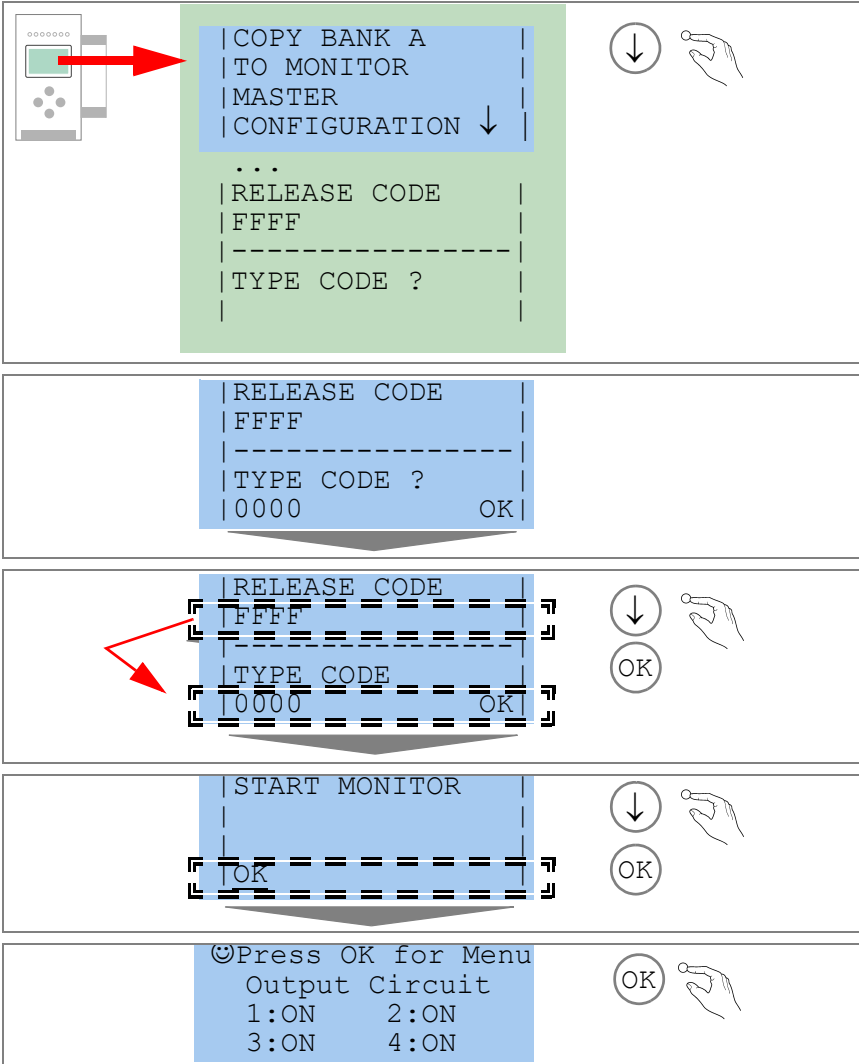 |COPY BANK A |
|TO MONITOR |
|MASTER |
|CONFIGURATION ↓ |
...
|RELEASE CODE |
|FFFF |
|----------------|
|TYPE CODE ? |
| |
↓
|RELEASE CODE |
|FFFF |
|----------------|
|TYPE CODE ? |
|0000 OK|
|RELEASE CODE |
|FFFF |
|----------------|
|TYPE CODE |
|0000 OK|
↓
OK
|START MONITOR |
| |
| |
|OK |
↓
OK
☺Press OK for Menu
Output Circuit
1:ON 2:ON
3:ON 4:ON
OK